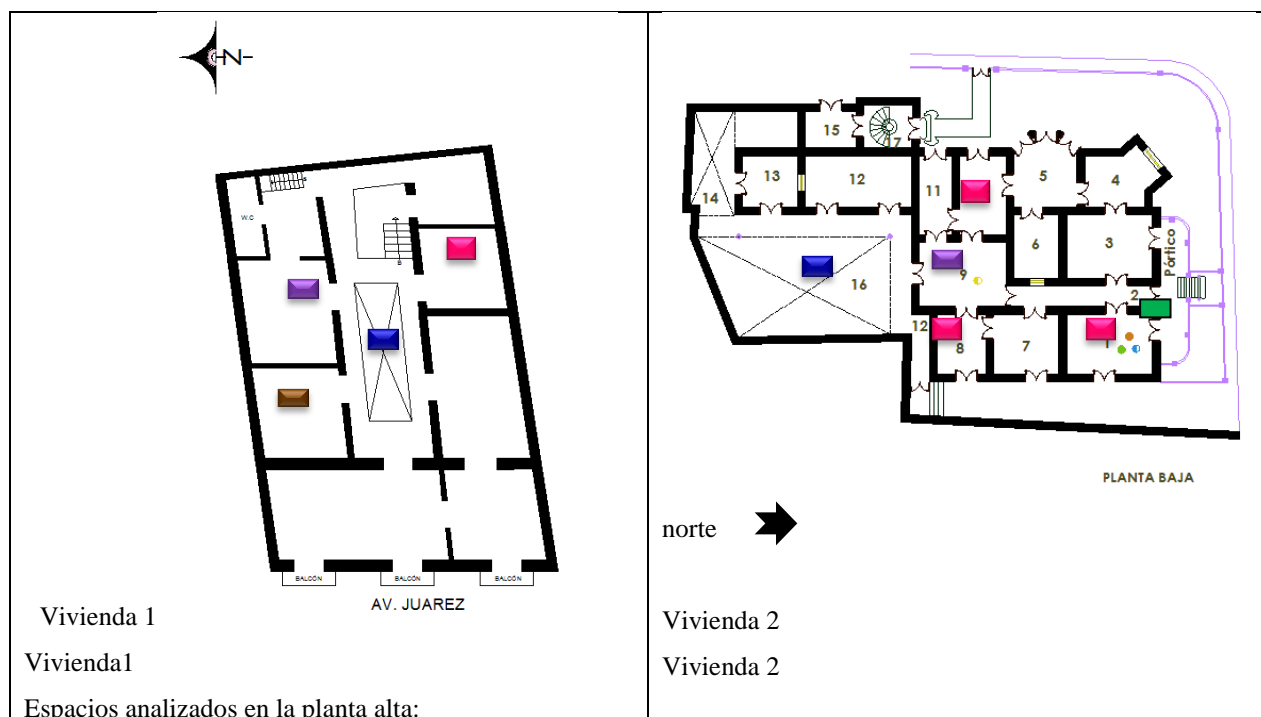 N
W.C
B
BALCÓN
BALCÓN
BALCÓN
AV. JUAREZ
Vivienda 1
Vivienda1
Espacios analizados en la planta alta:
15
17
13
12
11
5
4
14
6
3
Pórtico
9
16
2
12
8
7
1
PLANTA BAJA
norte
Vivienda 2
Vivienda 2